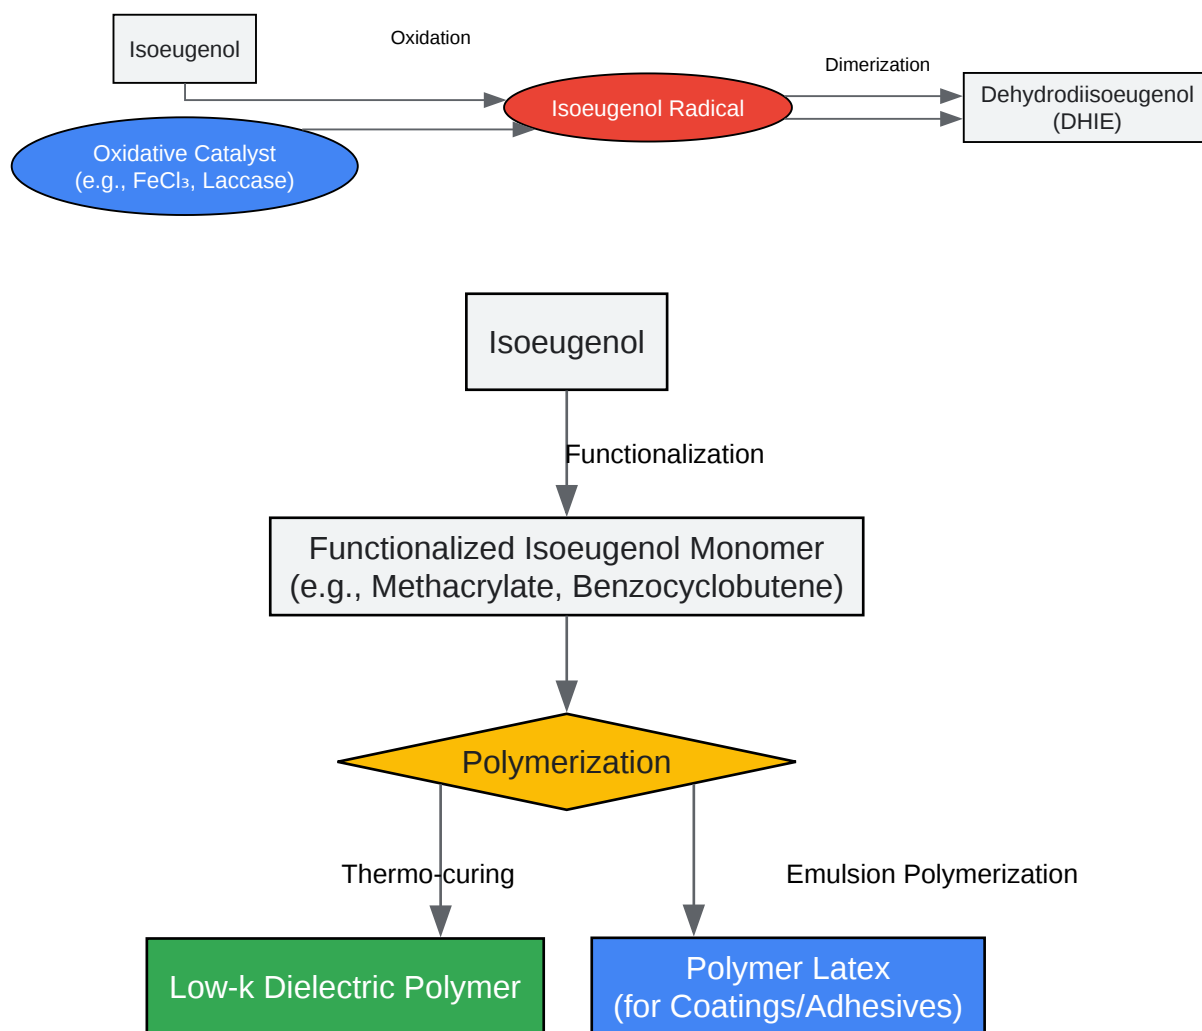 Isoeugenol
Oxidation
Dimerization
Isoeugenol Radical
Dehydrodiisoeugenol
(DHIE)
Oxidative Catalyst
(e.g., FeCl₃, Laccase)
Isoeugenol
Functionalization
Functionalized Isoeugenol Monomer
(e.g., Methacrylate, Benzocyclobutene)
Polymerization
Thermo-curing
Emulsion Polymerization
Low-k Dielectric Polymer
Polymer Latex
(for Coatings/Adhesives)